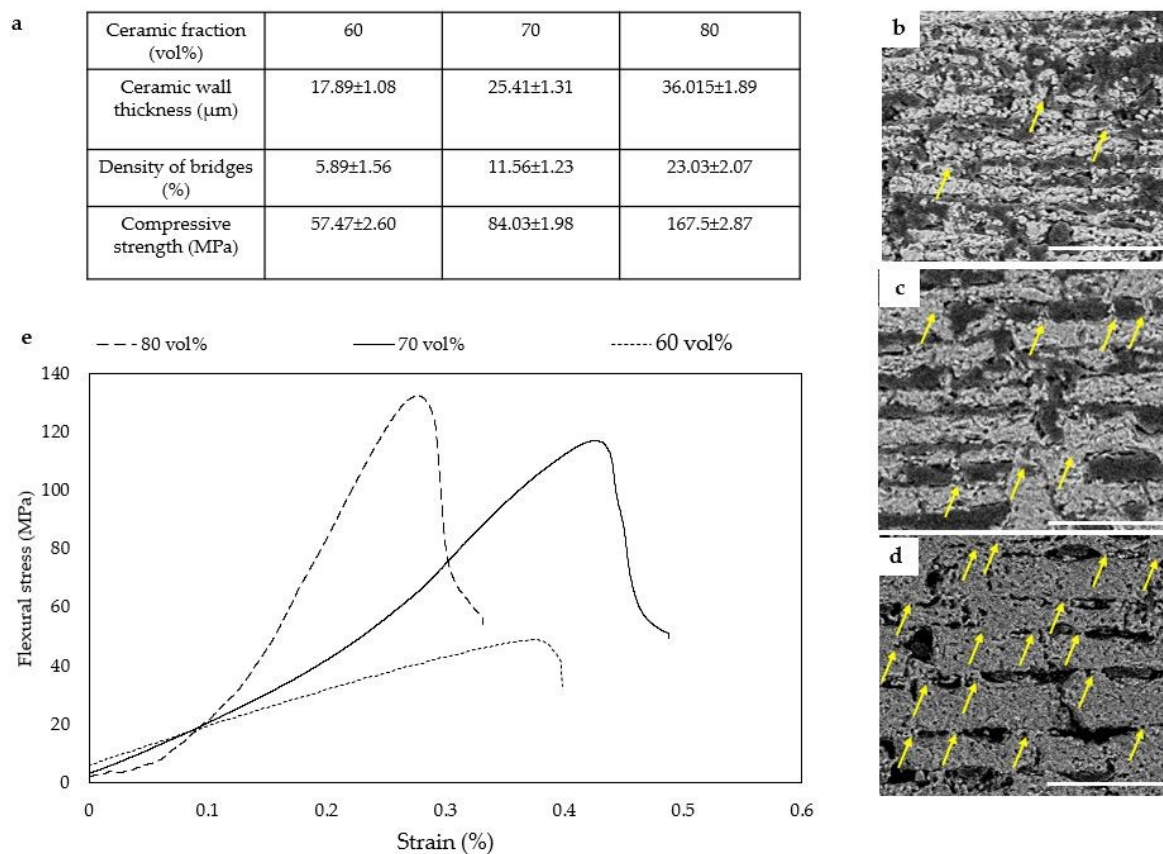 a
Ceramic fraction
(vol%)
60
70
80
Ceramic wall
thickness (µm)
17.89±1.08
25.41±1.31
36.015±1.89
Density of bridges
(%)
5.89±1.56
11.56±1.23
23.03±2.07
Compressive
strength (MPa)
57.47±2.60
84.03±1.98
167.5±2.87
b
c
d
e
80 vol%
70 vol%
60 vol%
Flexural stress (MPa)
140
120
100
80
60
40
20
0
0
0.1
0.2
0.3
0.4
0.5
0.6
Strain (%)